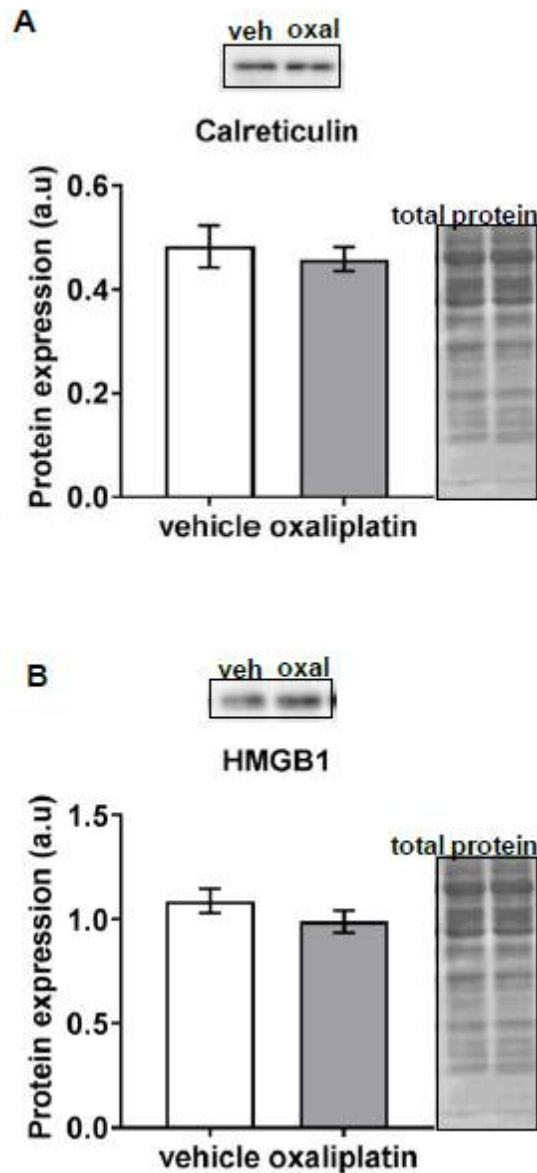 A
veh oxal
Calreticulin
Protein expression (a.u)
0.6
0.4
0.2
0.0
total protein
vehicle oxaliplatin
B
veh oxal
HMGB1
Protein expression (a.u)
1.5
1.0
0.5
0.0
total protein
vehicle oxaliplatin